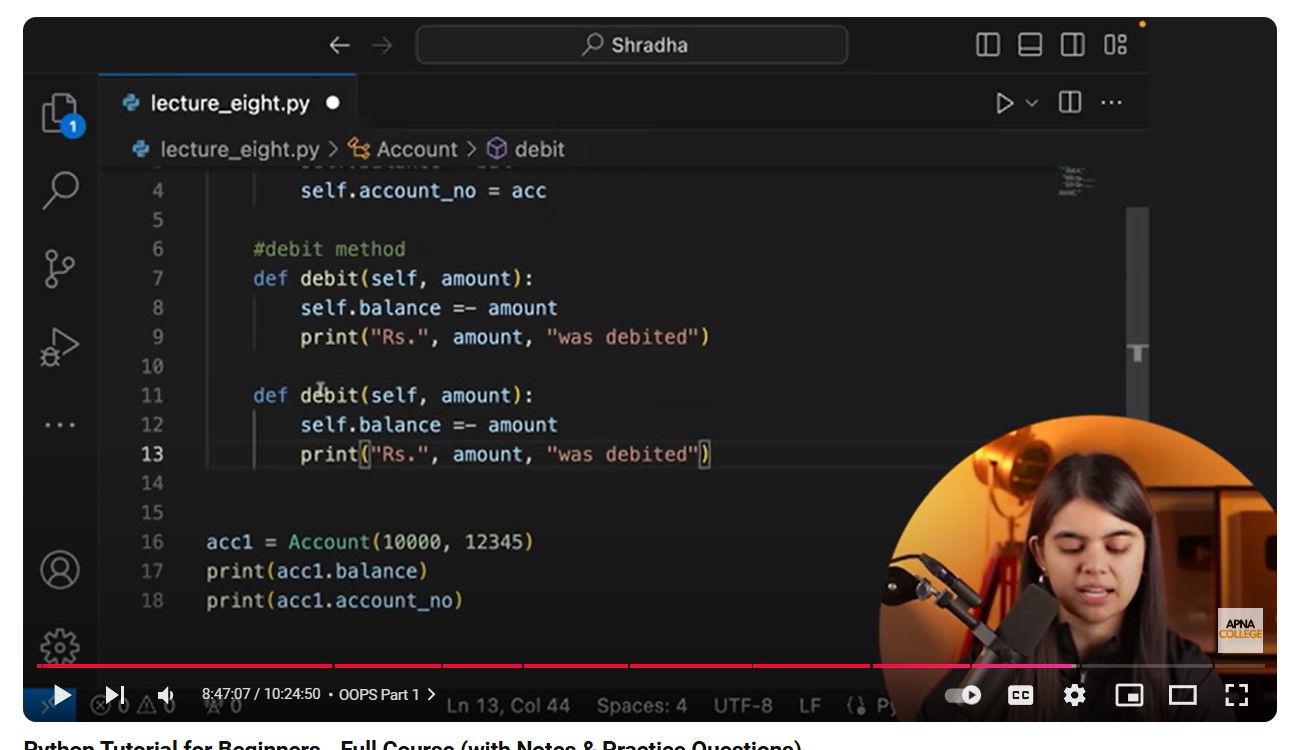 Shradha
lecture_eight.py
1
lecture_eight.py > Account > debit
4 self.account_no = acc
5
6 #debit method
7 def debit(self, amount):
8 self.balance =- amount
9 print("Rs.", amount, "was debited")
10
11 def debit(self, amount):
12 self.balance =- amount
13 print("Rs.", amount, "was debited")
14
15
16 acc1 = Account(10000, 12345)
17 print(acc1.balance)
18 print(acc1.account_no)
APNA
COLLEGE
8:47:07 / 10:24:50 • OOPS Part 1 >
CC
0 0 0 Ln 13, Col 44 Spaces: 4 UTF-8 LF
Python Tutorial for Beginners - Full Course (with Notes & Practice Questions)